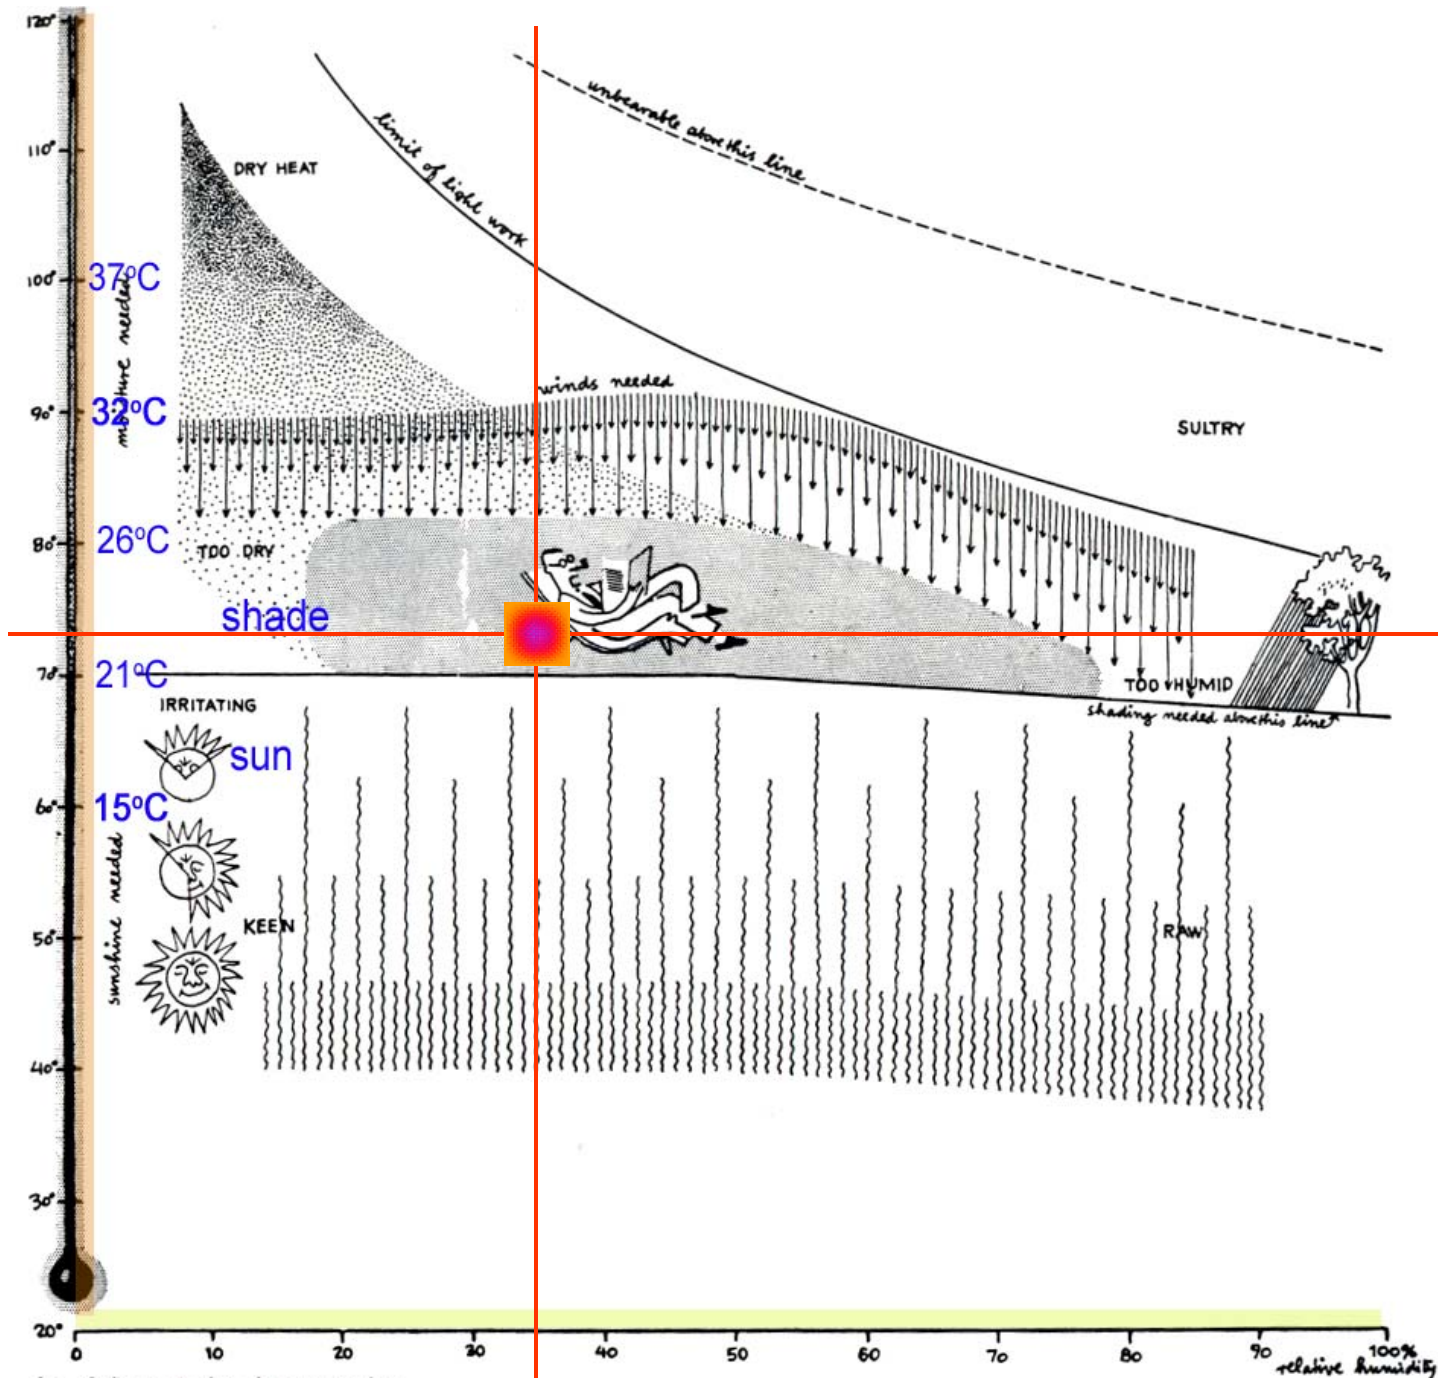 120°
unbearable above this line
limit of light work
110°
DRY HEAT
100°
37°C
moisture needed
winds needed
90°
32°C
SULTRY
80°
26°C
TOO DRY
shade
70°
21°C
TOO HUMID
shading needed above this line
IRRITATING
sun
60°
15°C
sunshine needed
KEEN
RAW
50°
40°
30°
20°
0 10 20 30 40 50 60 70 80 90 100%
relative humidity